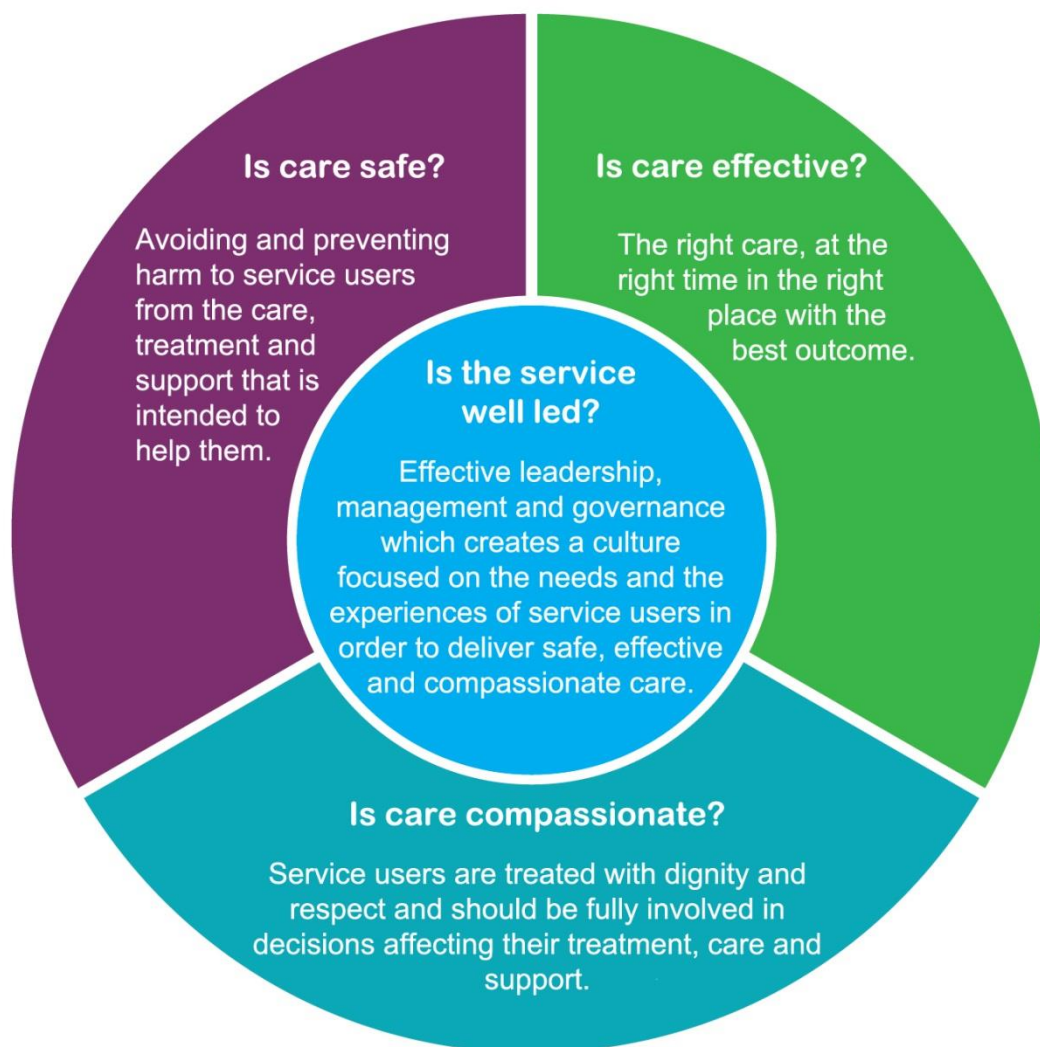 Is care safe?
Avoiding and preventing
harm to service users
from the care,
treatment and
support that is
intended to
help them.
Is care effective?
The right care, at the
right time in the right
place with the
best outcome.
Is the service
well led?
Effective leadership,
management and governance
which creates a culture
focused on the needs and the
experiences of service users in
order to deliver safe, effective
and compassionate care.
Is care compassionate?
Service users are treated with dignity and
respect and should be fully involved in
decisions affecting their treatment, care and
support.